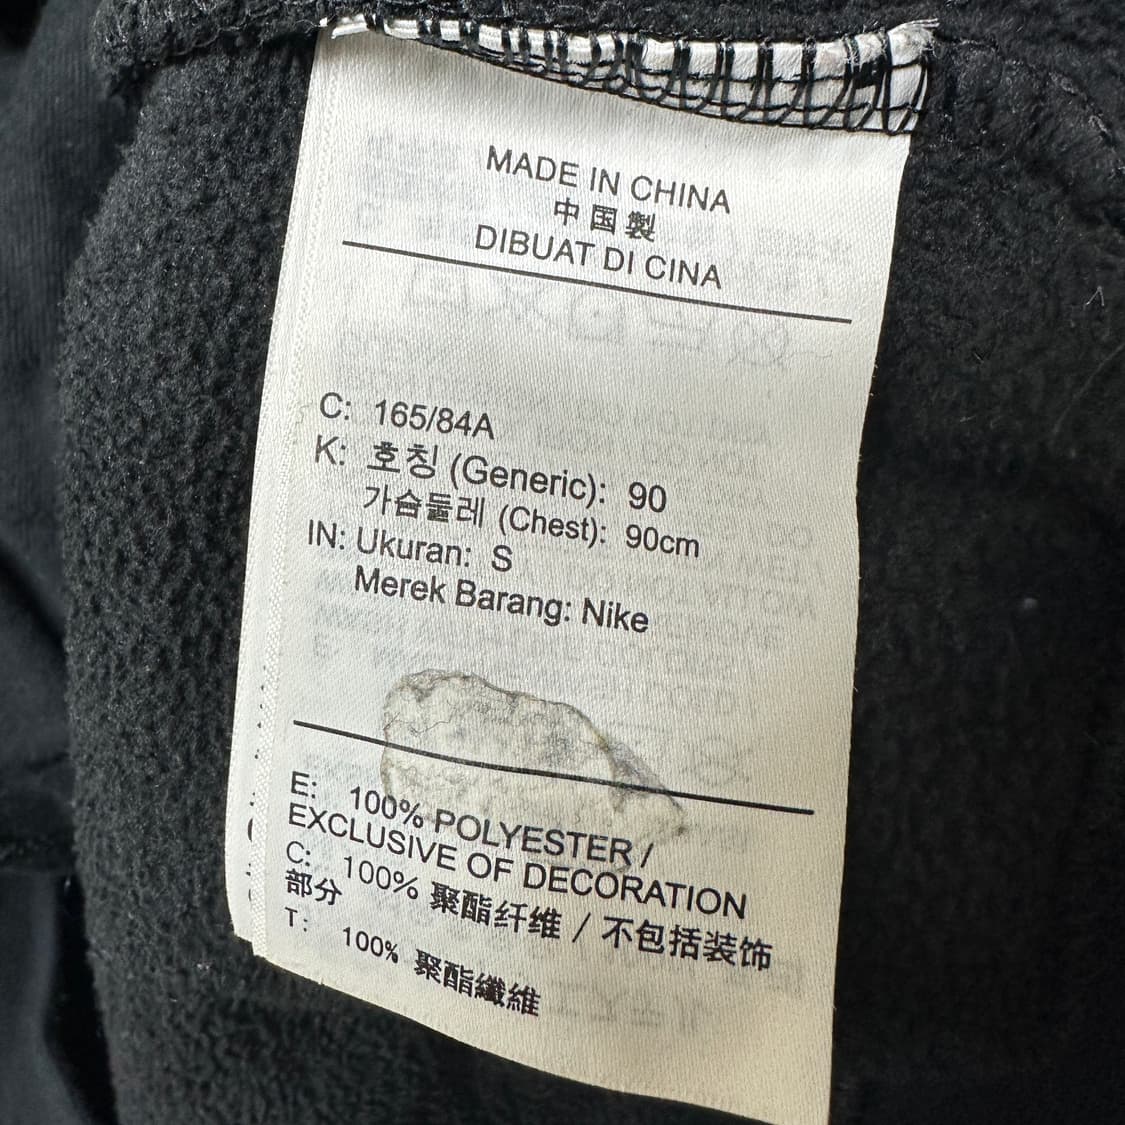 MADE IN CHINA
中国製
DIBUAT DI CINA
C: 165/84A
K: 호칭 (Generic): 90
가슴둘레 (Chest): 90cm
IN: Ukuran: S
Merek Barang: Nike
E: 100% POLYESTER /
EXCLUSIVE OF DECORATION
C: 100% 聚酯纤维 / 不包括装饰
部分
T: 100% 聚酯纖維